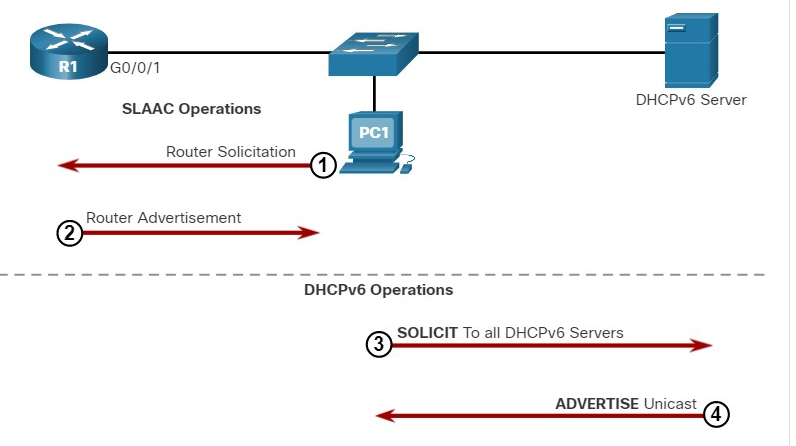 R1
G0/0/1
DHCPv6 Server
SLAAC Operations
PC1
Router Solicitation
1
Router Advertisement
2
DHCPv6 Operations
3
SOLICIT To all DHCPv6 Servers
ADVERTISE Unicast
4